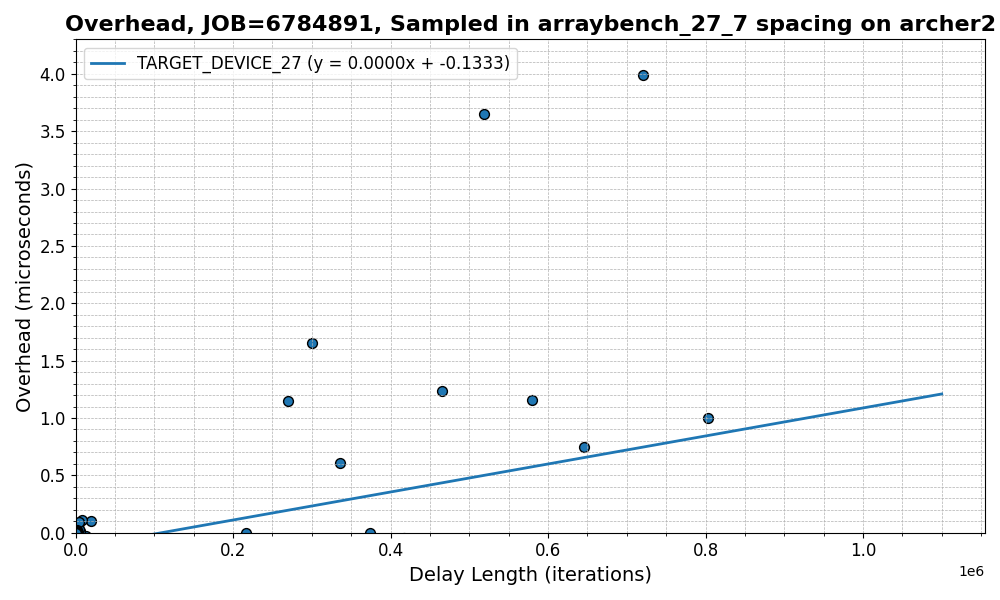 Overhead, JOB=6784891, Sampled in arraybench_27_7 spacing on archer2
TARGET_DEVICE_27 (y = 0.0000x + -0.1333)
4.0
3.5
3.0
2.5
2.0
1.5
1.0
0.5
0.0
Overhead (microseconds)
0.0 0.2 0.4 0.6 0.8 1.0
1e6
Delay Length (iterations)